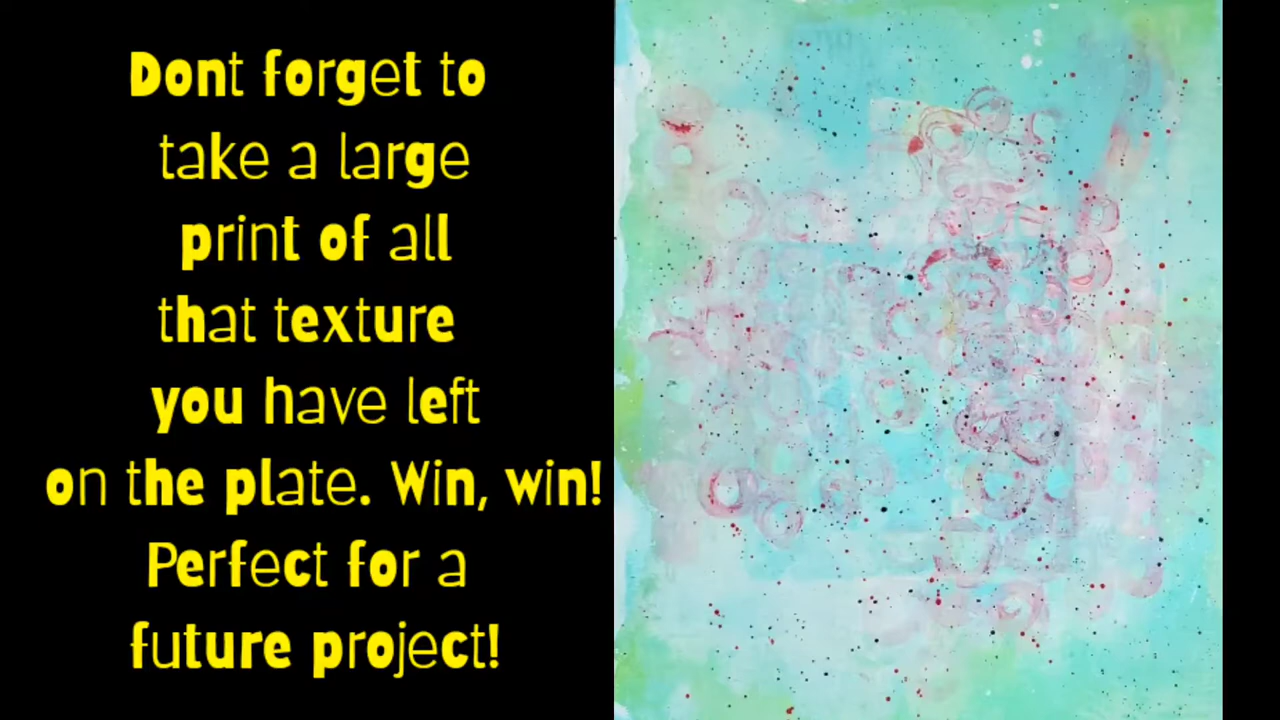 Dont forget to
take a large
print of all
that texture
you have left
on the plate. Win, win!
Perfect for a
future project!